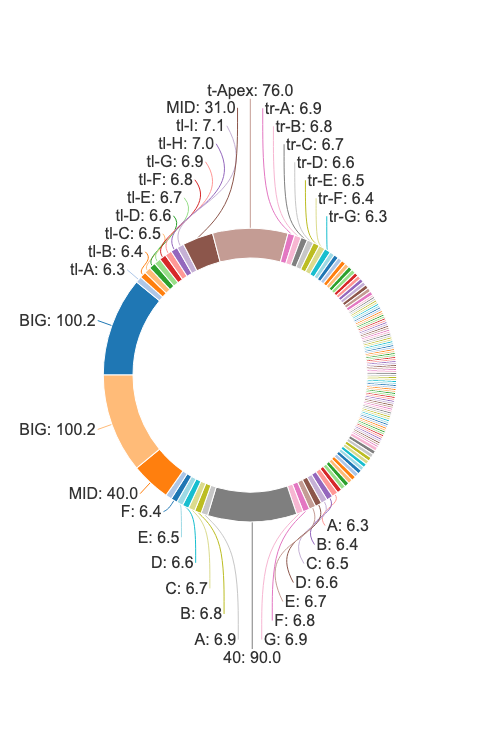 t-Apex: 76.0
MID: 31.0
tr-A: 6.9
tl-I: 7.1
tr-B: 6.8
tl-H: 7.0
tr-C: 6.7
tl-G: 6.9
tr-D: 6.6
tl-F: 6.8
tr-E: 6.5
tl-E: 6.7
tr-F: 6.4
tl-D: 6.6
tr-G: 6.3
tl-C: 6.5
tl-B: 6.4
tl-A: 6.3
BIG: 100.2
BIG: 100.2
MID: 40.0
F: 6.4
A: 6.3
E: 6.5
B: 6.4
D: 6.6
C: 6.5
C: 6.7
D: 6.6
B: 6.8
E: 6.7
F: 6.8
A: 6.9
G: 6.9
40: 90.0